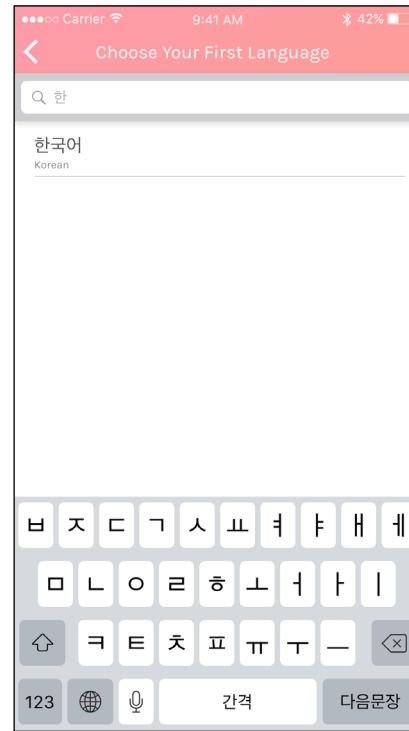 Carrier 9:41 AM 42%
Choose Your First Language
한
한국어
Korean
ㅂ ㅈ ㄷ ㄱ ㅅ ㅛ ㅕ ㅑ ㅐ ㅔ
ㅁ ㄴ ㅇ ㄹ ㅎ ㅗ ㅓ ㅏ ㅣ
ㅋ ㅌ ㅊ ㅍ ㅠ ㅜ ㅡ
123 간격 다음문장